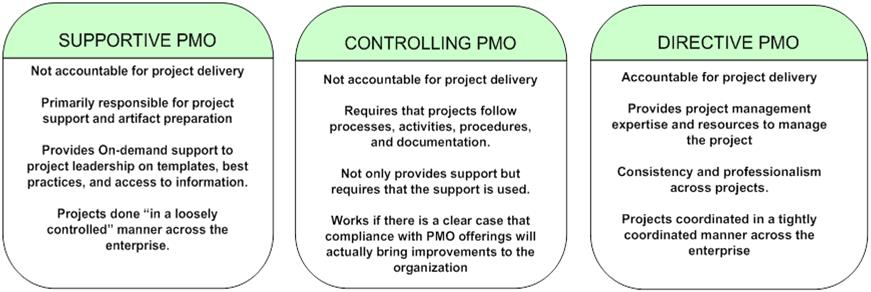 SUPPORTIVE PMO
Not accountable for project delivery
Primarily responsible for project
support and artifact preparation
Provides On-demand support to
project leadership on templates, best
practices, and access to information.
Projects done “in a loosely
controlled” manner across the
enterprise.
CONTROLLING PMO
Not accountable for project delivery
Requires that projects follow
processes, activities, procedures,
and documentation.
Not only provides support but
requires that the support is used.
Works if there is a clear case that
compliance with PMO offerings will
actually bring improvements to the
organization
DIRECTIVE PMO
Accountable for project delivery
Provides project management
expertise and resources to manage
the project
Consistency and professionalism
across projects.
Projects coordinated in a tightly
coordinated manner across the
enterprise